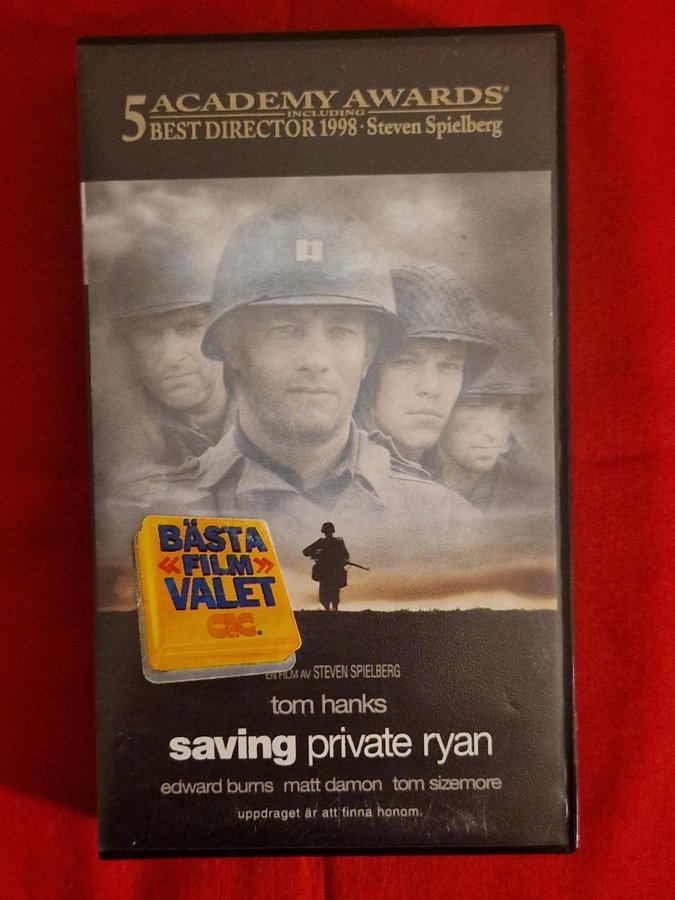 5 ACADEMY AWARDS®
INCLUDING
BEST DIRECTOR 1998 · Steven Spielberg
BÄSTA
«FILM»
VALET
CIC®
EN FILM AV STEVEN SPIELBERG
tom hanks
saving private ryan
edward burns matt damon tom sizemore
uppdraget är att finna honom.